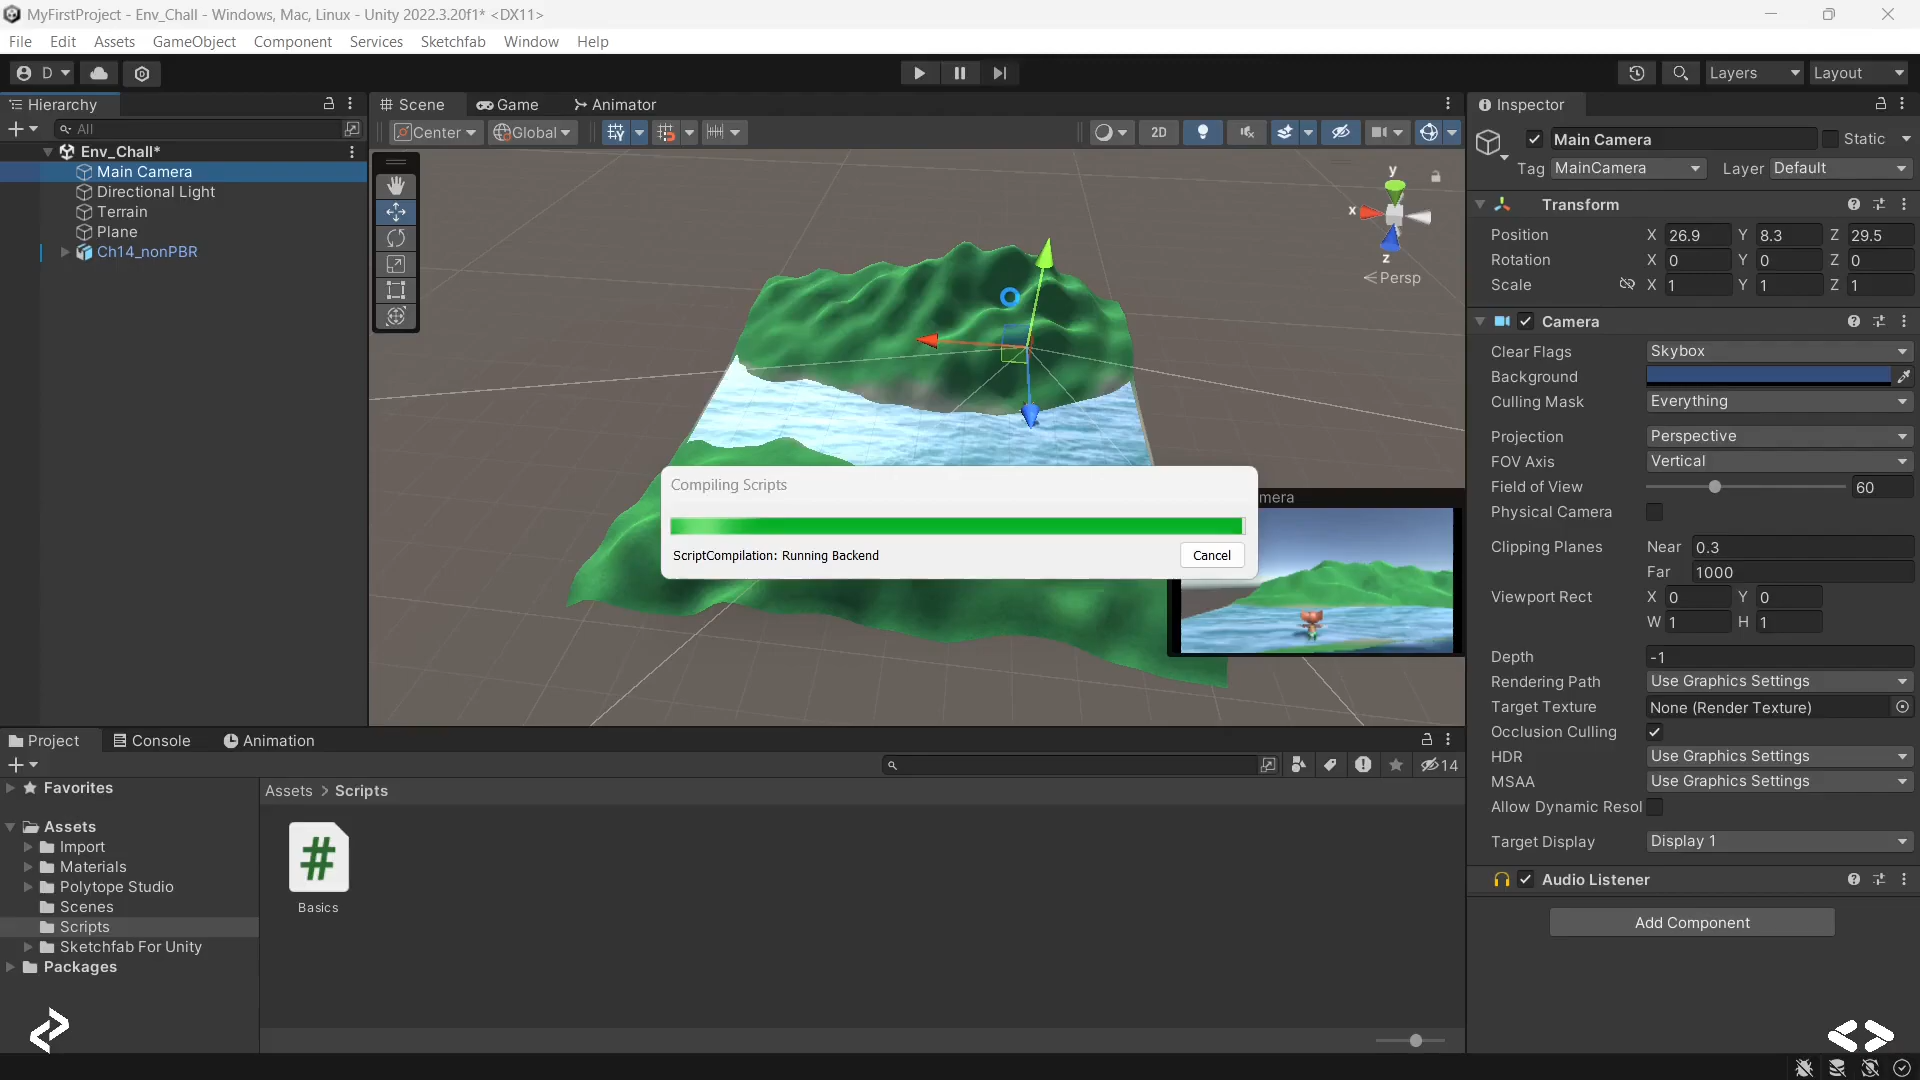 MyFirstProject - Env_Chall - Windows, Mac, Linux - Unity 2022.3.20f1* <DX11>
File Edit Assets GameObject Component Services Sketchfab Window Help
D Layers Layout
Hierarchy
All
Env_Chall*
Main Camera
Directional Light
Terrain
Plane
Ch14_nonPBR
Scene Game Animator
Center Global 2D
y
x
z
Persp
Compiling Scripts
ScriptCompilation: Running Backend Cancel
mera
Inspector
Main Camera Static
Tag MainCamera Layer Default
Transform
Position X 26.9 Y 8.3 Z 29.5
Rotation X 0 Y 0 Z 0
Scale X 1 Y 1 Z 1
Camera
Clear Flags Skybox
Background
Culling Mask Everything
Projection Perspective
FOV Axis Vertical
Field of View 60
Physical Camera
Clipping Planes Near 0.3
Far 1000
Viewport Rect X 0 Y 0
W 1 H 1
Depth -1
Rendering Path Use Graphics Settings
Target Texture None (Render Texture)
Occlusion Culling
HDR Use Graphics Settings
MSAA Use Graphics Settings
Allow Dynamic Resol
Target Display Display 1
Audio Listener
Add Component
Project Console Animation
14
Favorites
Assets
Import
Materials
Polytope Studio
Scenes
Scripts
Sketchfab For Unity
Packages
Assets > Scripts
#
Basics